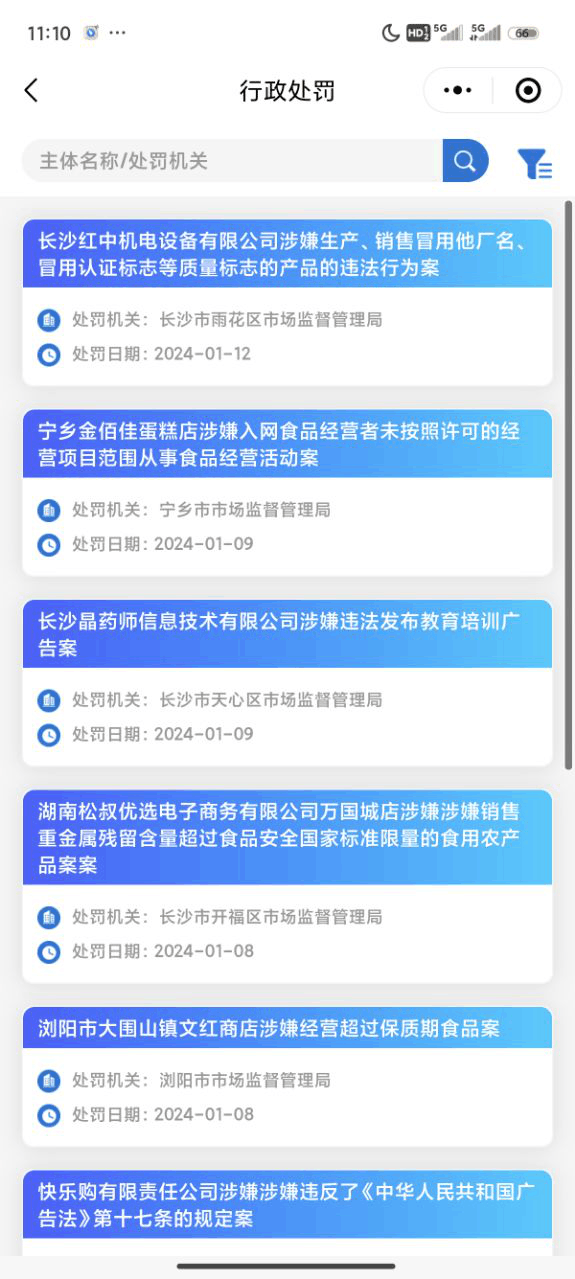 11:10
HD 1 2
5G
5G
66
行政处罚
主体名称/处罚机关
长沙红中机电设备有限公司涉嫌生产、销售冒用他厂名、
冒用认证标志等质量标志的产品的违法行为案
处罚机关：长沙市雨花区市场监督管理局
处罚日期：2024-01-12
宁乡金佰佳蛋糕店涉嫌入网食品经营者未按照许可的经
营项目范围从事食品经营活动案
处罚机关：宁乡市市场监督管理局
处罚日期：2024-01-09
长沙晶药师信息技术有限公司涉嫌违法发布教育培训广
告案
处罚机关：长沙市天心区市场监督管理局
处罚日期：2024-01-09
湖南松叔优选电子商务有限公司万国城店涉嫌涉嫌销售
重金属残留含量超过食品安全国家标准限量的食用农产
品案案
处罚机关：长沙市开福区市场监督管理局
处罚日期：2024-01-08
浏阳市大围山镇文红商店涉嫌经营超过保质期食品案
处罚机关：浏阳市市场监督管理局
处罚日期：2024-01-08
快乐购有限责任公司涉嫌涉嫌违反了《中华人民共和国广
告法》第十七条的规定案